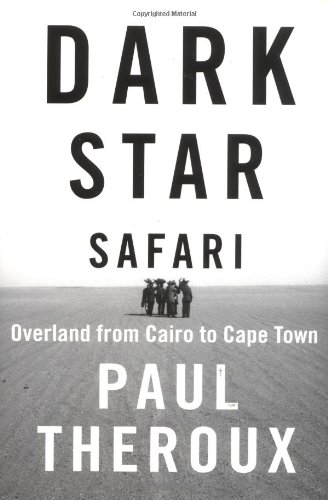 Copyrighted Material
DARK
STAR
SAFARI
Overland from Cairo to Cape Town
PAUL
THEROUX